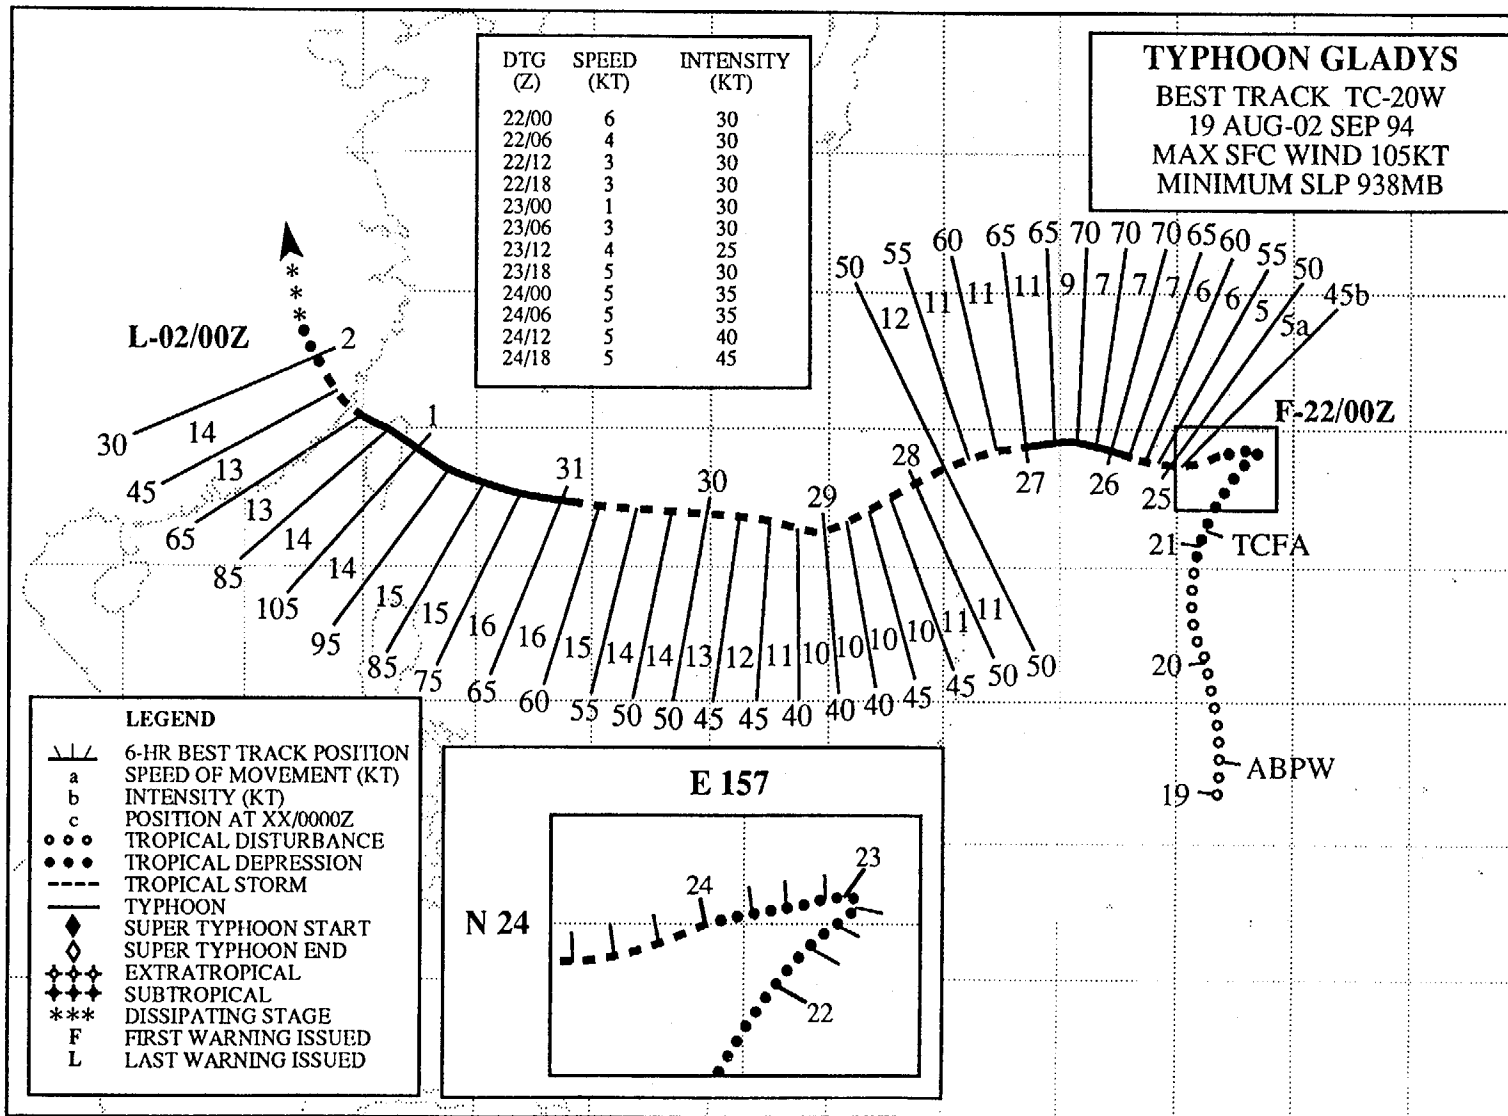 TYPHOON GLADYS
BEST TRACK TC-20W
19 AUG-02 SEP 94
MAX SFC WIND 105KT
MINIMUM SLP 938MB
DTG SPEED INTENSITY
(Z) (KT) (KT)
22/00 6 30
22/06 4 30
22/12 3 30
22/18 3 30
23/00 1 30
23/06 3 30
23/12 4 25
23/18 5 30
24/00 5 35
24/06 5 35
24/12 5 40
24/18 5 45
50 55 60 65 65 70 70 70 65 60 55 50 45b
12 11 11 11 9 7 7 7 6 6 5 5a
L-02/00Z
F-22/00Z
2
1
31
30
29
28
27
26
25
21
TCFA
20
ABPW
19
30 45 65 85 105 95 85 75 65 60 55 50 50 45 45 40 40 40 45 45 50 50
14 13 13 14 14 15 15 16 16 15 14 14 13 12 11 10 10 10 10 11 11
LEGEND
6-HR BEST TRACK POSITION
a SPEED OF MOVEMENT (KT)
b INTENSITY (KT)
c POSITION AT XX/0000Z
TROPICAL DISTURBANCE
TROPICAL DEPRESSION
TROPICAL STORM
TYPHOON
SUPER TYPHOON START
SUPER TYPHOON END
EXTRATROPICAL
SUBTROPICAL
*** DISSIPATING STAGE
F FIRST WARNING ISSUED
L LAST WARNING ISSUED
E 157
N 24
23
24
22